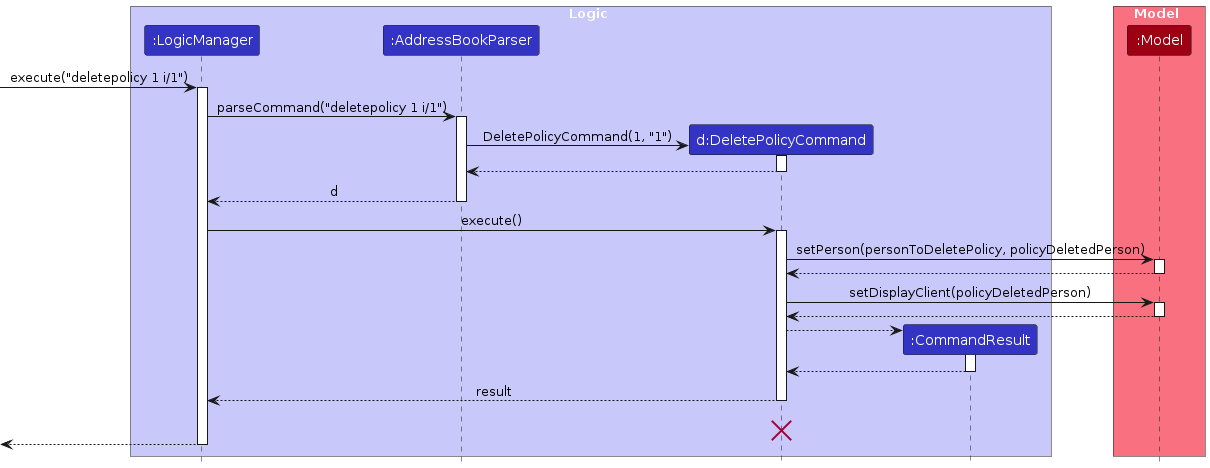 Logic
Model
:LogicManager
:AddressBookParser
:Model
execute("deletepolicy 1 i/1")
parseCommand("deletepolicy 1 i/1")
DeletePolicyCommand(1, "1")
d:DeletePolicyCommand
d
execute()
setPerson(personToDeletePolicy, policyDeletedPerson)
setDisplayClient(policyDeletedPerson)
:CommandResult
result